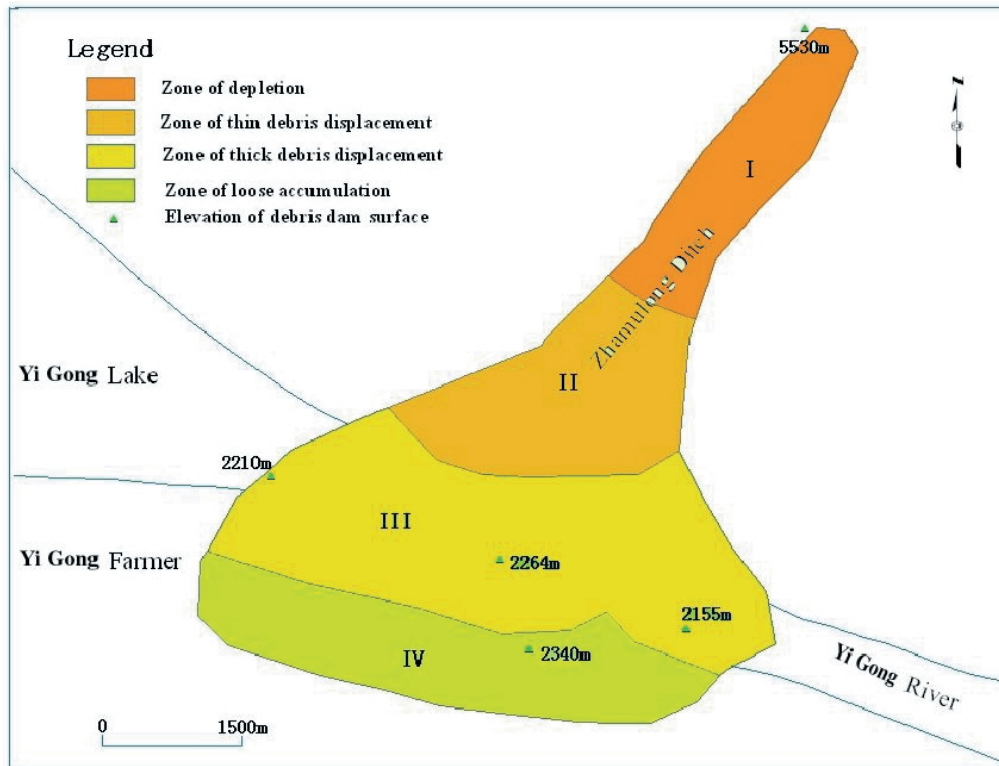 Legend
Zone of depletion
Zone of thin debris displacement
Zone of thick debris displacement
Zone of loose accumulation
Elevation of debris dam surface
5530m
z
I
Zhamulong Ditch
II
Yi Gong Lake
2210m
III
Yi Gong Farmer
2264m
2155m
IV
2340m
Yi Gong River
0 1500m